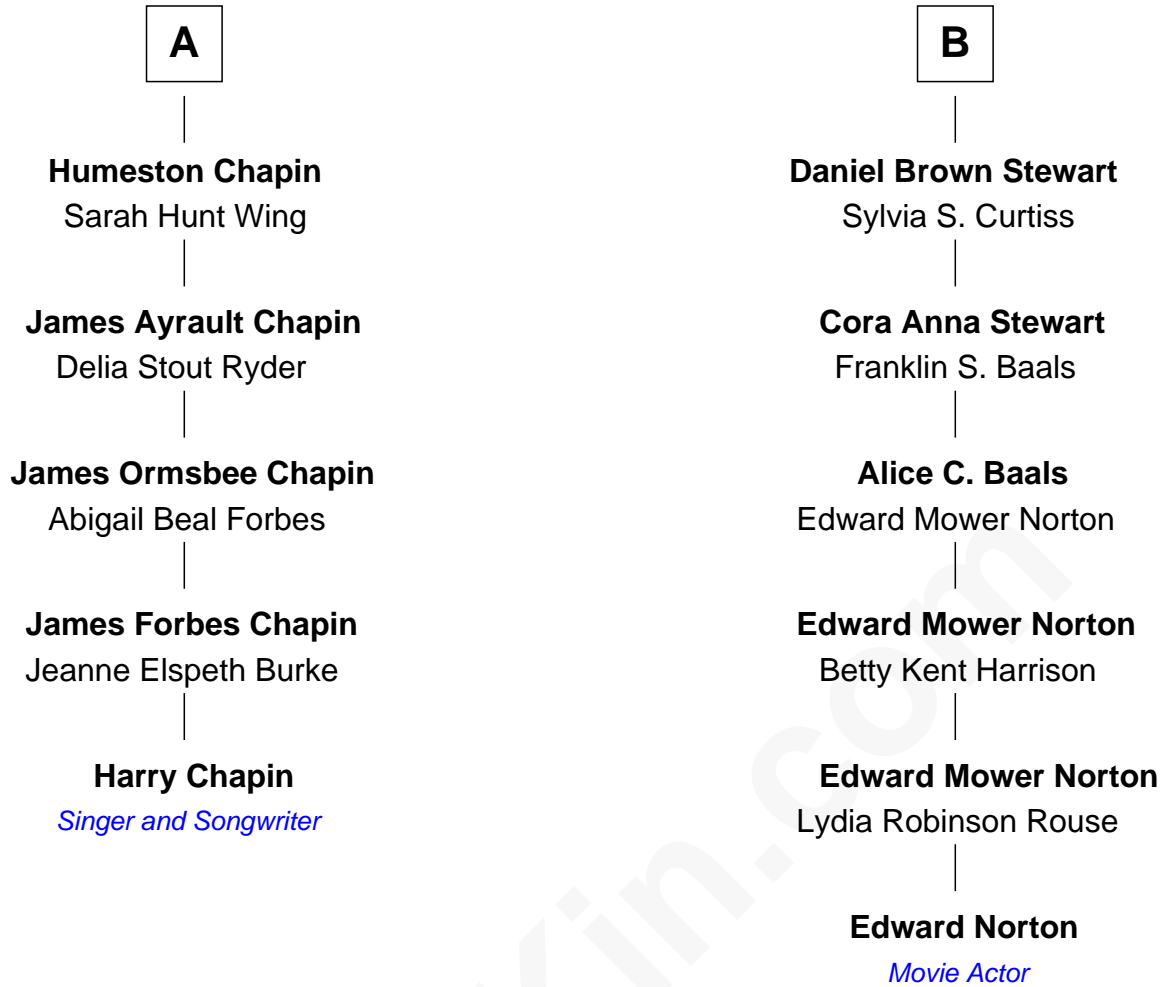 A
Humeston Chapin
Sarah Hunt Wing
James Ayrault Chapin
Delia Stout Ryder
James Ormsbee Chapin
Abigail Beal Forbes
James Forbes Chapin
Jeanne Elspeth Burke
Harry Chapin
Singer and Songwriter
B
Daniel Brown Stewart
Sylvia S. Curtiss
Cora Anna Stewart
Franklin S. Baals
Alice C. Baals
Edward Mower Norton
Edward Mower Norton
Betty Kent Harrison
Edward Mower Norton
Lydia Robinson Rouse
Edward Norton
Movie Actor
Kin.com